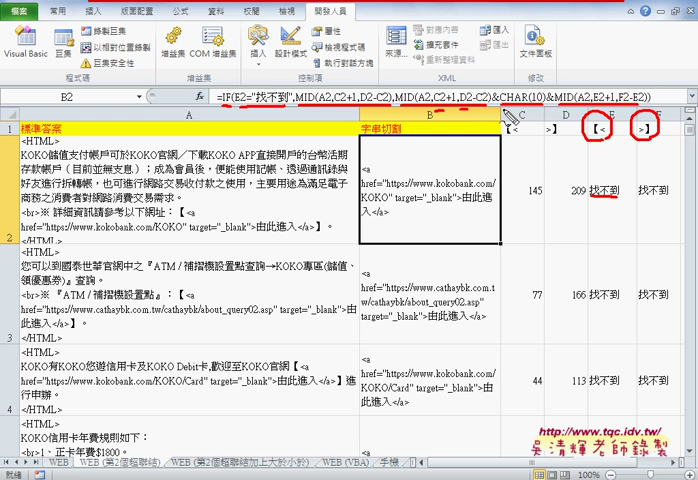 檔案 常用 插入 版面配置 公式 資料 校閱 檢視 開發人員
Visual Basic 巨集 錄製巨集 以相對位置錄製 巨集安全性 增益集 COM 增益集 插入 設計模式 屬性 檢視程式碼 執行對話方塊 來源... 對應內容 擴充套件 重新整理資料 匯入 匯出 文件面板
程式碼 增益集 控制項 XML 修改
B2 fx =IF(E2="找不到",MID(A2,C2+1,D2-C2),MID(A2,C2+1,D2-C2)&CHAR(10)&MID(A2,E2+1,F2-E2))
A B C D E F
1 標準答案 字串切割 【< >】 【< >】
<HTML>
KOKO儲值支付帳戶可於KOKO官網／下載KOKO APP直接開戶的台幣活期
存款帳戶（目前並無支息）；成為會員後，便能使用記帳、透過通訊錄與
好友進行拆轉帳，也可進行網路交易收付款之使用，主要用途為滿足電子
商務之消費者對網路消費交易需求。
<br>※ 詳細資訊請參考以下網址：【<a
href="https://www.kokobank.com/KOKO" target="_blank">由此進入</a>】。
</HTML>
2
<a
href="https://www.kokobank.com/
KOKO" target="_blank">由此進
入</a>
145 209 找不到 找不到
<HTML>
您可以到國泰世華官網中之『ATM / 補摺機設置點查詢→KOKO專區(儲值、
領優惠券)』查詢。
<br>※『ATM / 補摺機設置點』：【<a
href="https://www.cathaybk.com.tw/cathaybk/about_query02.asp" target="_blank">由
此進入</a>】。
</HTML>
3
<a
href="https://www.cathaybk.com.t
w/cathaybk/about_query02.asp"
target="_blank">由此進入</a>
77 166 找不到 找不到
<HTML>
KOKO有KOKO您遊信用卡及KOKO Debit卡,歡迎至KOKO官網【<a
href="https://www.kokobank.com/KOKO/Card" target="_blank">由此進入</a>】進
行申辦。
</HTML>
4
<a
href="https://www.kokobank.com/
KOKO/Card" target="_blank">由
此進入</a>
44 113 找不到 找不到
<HTML>
KOKO信用卡年費規則如下：
<br>1、正卡年費$1800。
http://www.tqc.idv.tw/
吳清輝老師錄製
WEB WEB (第2個超聯結) WEB (第2個超聯結加上大於小於) WEB (VBA) 手機
就緒 100%